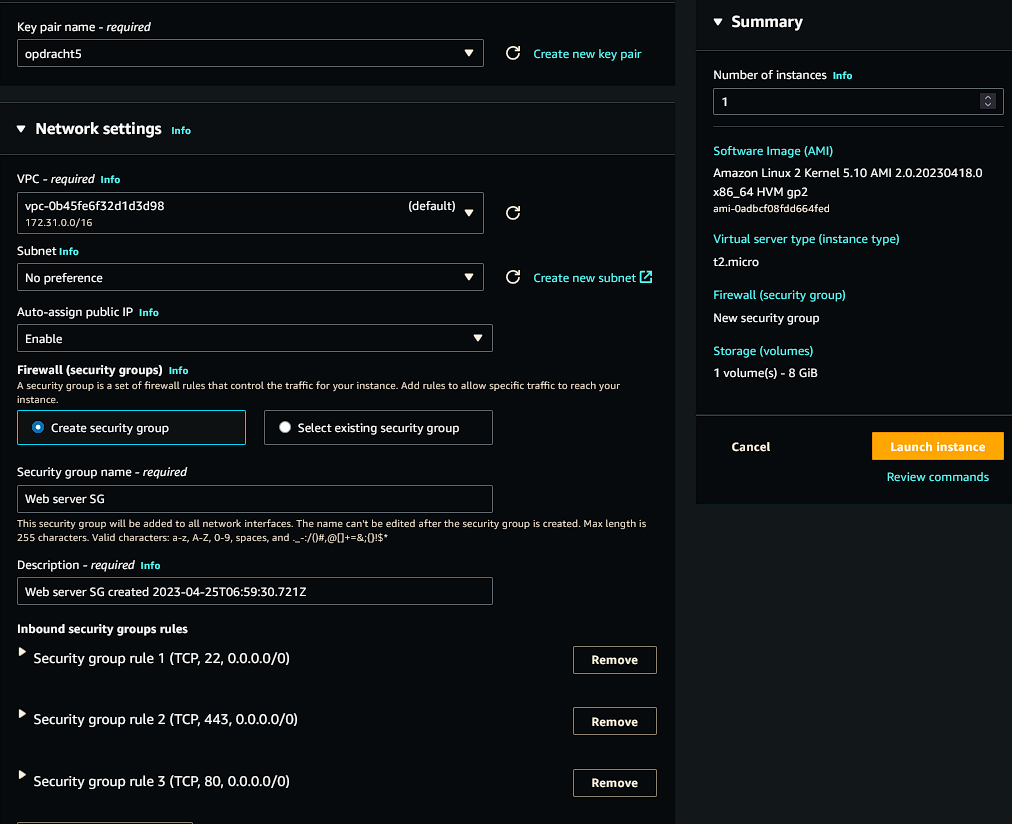 Key pair name - required
opdracht5
Create new key pair
Network settings Info
VPC - required Info
vpc-0b45fe6f32d1d3d98 (default)
172.31.0.0/16
Subnet Info
No preference
Create new subnet
Auto-assign public IP Info
Enable
Firewall (security groups) Info
A security group is a set of firewall rules that control the traffic for your instance. Add rules to allow specific traffic to reach your
instance.
Create security group
Select existing security group
Security group name - required
Web server SG
This security group will be added to all network interfaces. The name can't be edited after the security group is created. Max length is
255 characters. Valid characters: a-z, A-Z, 0-9, spaces, and ._-:/()#,@[]+=&;{}!$*
Description - required Info
Web server SG created 2023-04-25T06:59:30.721Z
Inbound security groups rules
Security group rule 1 (TCP, 22, 0.0.0.0/0)
Remove
Security group rule 2 (TCP, 443, 0.0.0.0/0)
Remove
Security group rule 3 (TCP, 80, 0.0.0.0/0)
Remove
Summary
Number of instances Info
1
Software Image (AMI)
Amazon Linux 2 Kernel 5.10 AMI 2.0.20230418.0
x86_64 HVM gp2
ami-0adbcf08fdd664fed
Virtual server type (instance type)
t2.micro
Firewall (security group)
New security group
Storage (volumes)
1 volume(s) - 8 GiB
Cancel
Launch instance
Review commands